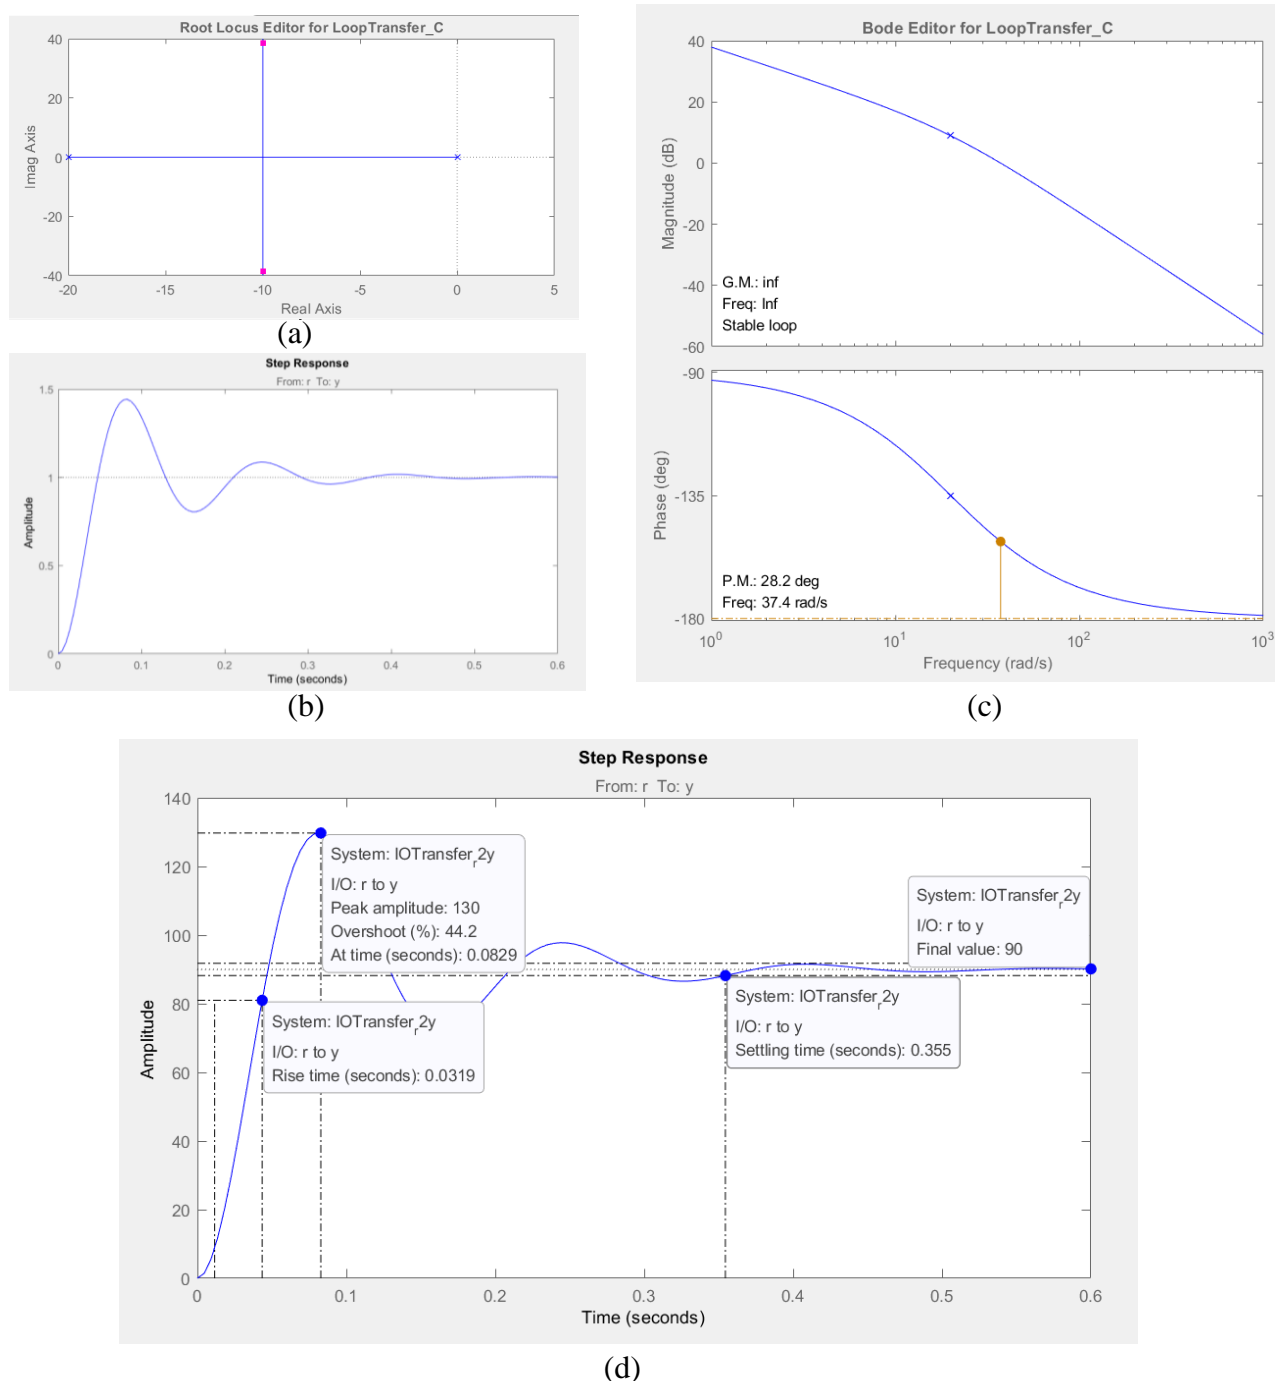 Root Locus Editor for LoopTransfer_C
40
20
0
-20
-40
Imag Axis
-20 -15 -10 -5 0 5
Real Axis
(a)
Step Response
From: r To: y
1.5
1
0.5
0
Amplitude
0 0.1 0.2 0.3 0.4 0.5 0.6
Time (seconds)
(b)
Bode Editor for LoopTransfer_C
40
20
0
-20
-40
-60
Magnitude (dB)
G.M.: inf
Freq: Inf
Stable loop
-90
-135
-180
Phase (deg)
P.M.: 28.2 deg
Freq: 37.4 rad/s
10^0 10^1 10^2 10^3
Frequency (rad/s)
(c)
Step Response
From: r To: y
140
120
100
80
60
40
20
0
Amplitude
System: IOTransfer_r2y
I/O: r to y
Peak amplitude: 130
Overshoot (%): 44.2
At time (seconds): 0.0829
System: IOTransfer_r2y
I/O: r to y
Rise time (seconds): 0.0319
System: IOTransfer_r2y
I/O: r to y
Final value: 90
System: IOTransfer_r2y
I/O: r to y
Settling time (seconds): 0.355
0 0.1 0.2 0.3 0.4 0.5 0.6
Time (seconds)
(d)